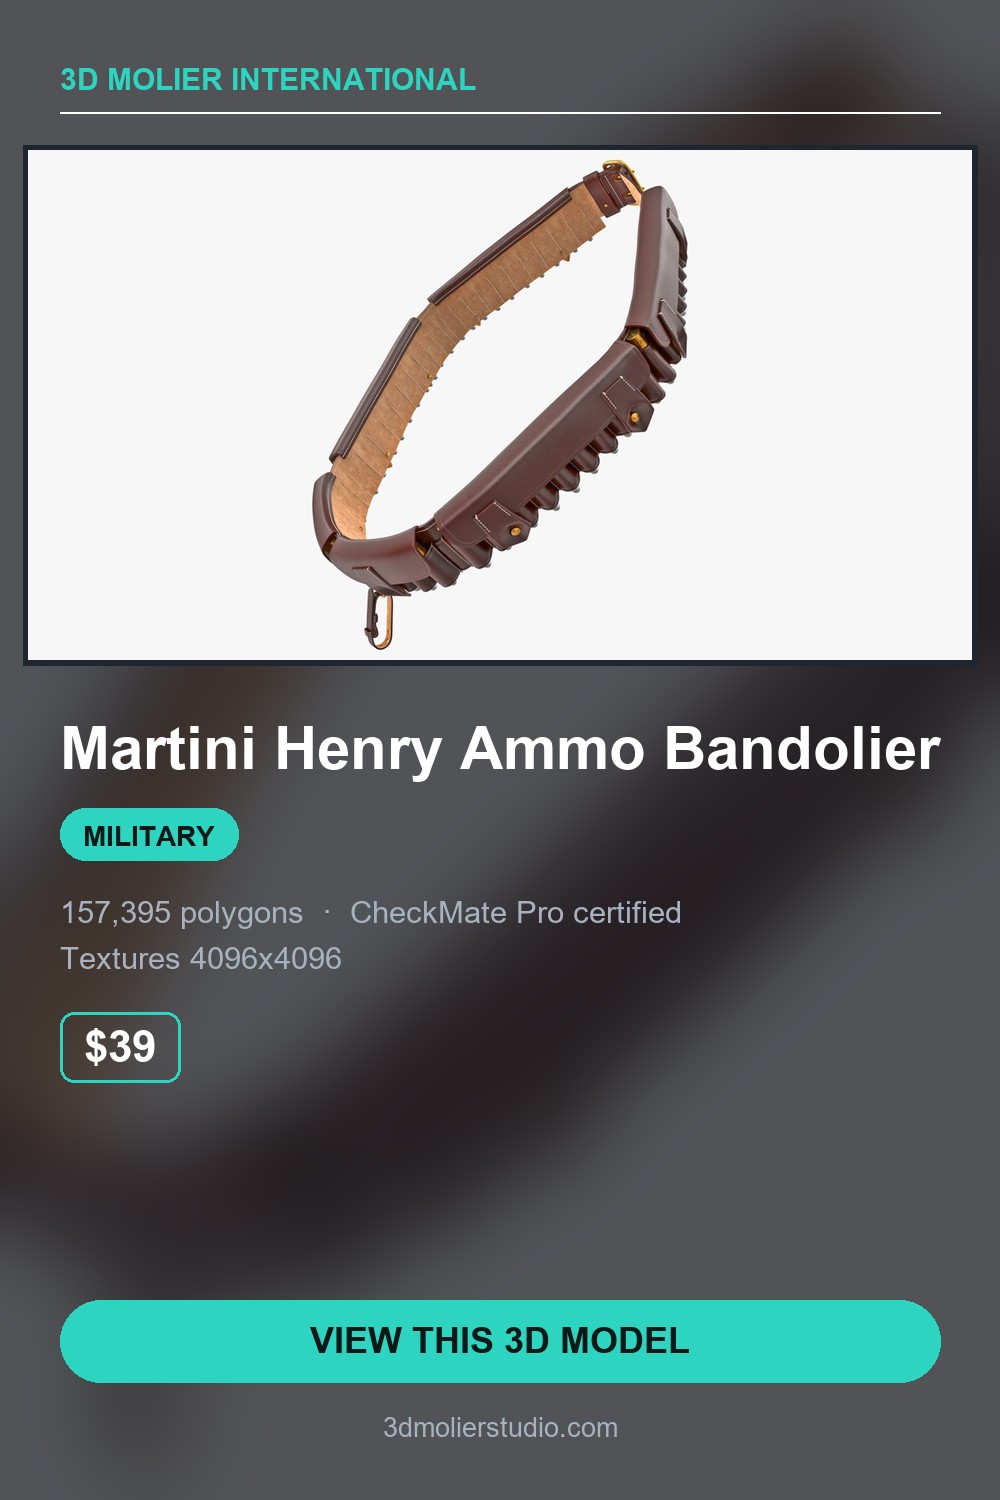 3D MOLIER INTERNATIONAL
Martini Henry Ammo Bandolier
MILITARY
157,395 polygons · CheckMate Pro certified
Textures 4096x4096
$39
VIEW THIS 3D MODEL
3dmolierstudio.com